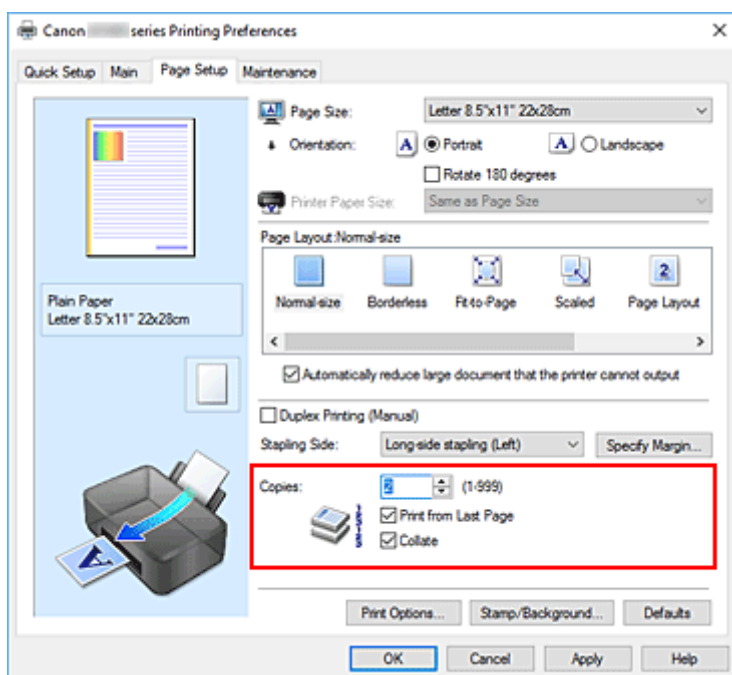 Canon series Printing Preferences
Quick Setup Main Page Setup Maintenance
Page Size: Letter 8.5"x11" 22x28cm
Orientation: A Portrait A Landscape
Rotate 180 degrees
Printer Paper Size: Same as Page Size
Page Layout:Normal-size
2
Normal-size Borderless Fit-to-Page Scaled Page Layout
Plain Paper
Letter 8.5"x11" 22x28cm
Automatically reduce large document that the printer cannot output
Duplex Printing (Manual)
Stapling Side: Long-side stapling (Left) Specify Margin...
Copies: 2 (1-999)
Print from Last Page
Collate
A
Print Options... Stamp/Background... Defaults
OK Cancel Apply Help